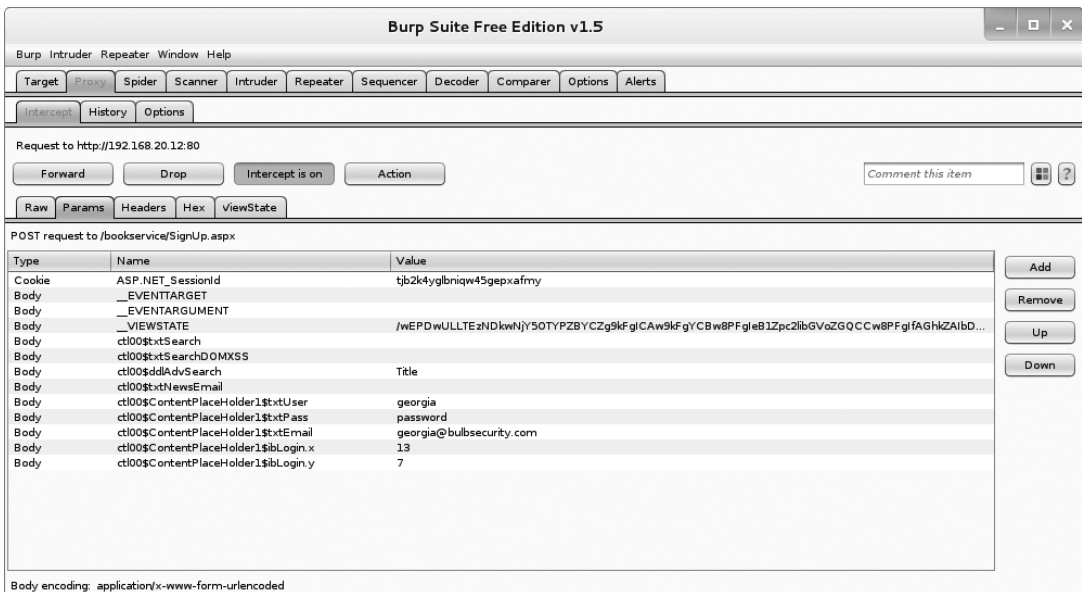 Burp Suite Free Edition v1.5
Burp Intruder Repeater Window Help
Target Proxy Spider Scanner Intruder Repeater Sequencer Decoder Comparer Options Alerts
Intercept History Options
Request to http://192.168.20.12:80
Forward Drop Intercept is on Action Comment this item ?
Raw Params Headers Hex ViewState
POST request to /bookservice/SignUp.aspx
Type Name Value
Add
Cookie ASP.NET_SessionId tjb2k4yglbniqw45gepxafmy
Body __EVENTTARGET
Body __EVENTARGUMENT
Remove
Body __VIEWSTATE /wEPDwULLTEzNDkwNjY5OTYPZBYCZg9kFgICAw9kFgYCBw8PFgIeB1Zpc2libGVoZGQCCw8PFgIfAGhkZAIbD...
Up
Body ctl00$txtSearch
Body ctl00$txtSearchDOMXSS
Body ctl00$ddlAdvSearch Title
Down
Body ctl00$txtNewsEmail
Body ctl00$ContentPlaceHolder1$txtUser georgia
Body ctl00$ContentPlaceHolder1$txtPass password
Body ctl00$ContentPlaceHolder1$txtEmail georgia@bulbsecurity.com
Body ctl00$ContentPlaceHolder1$ibLogin.x 13
Body ctl00$ContentPlaceHolder1$ibLogin.y 7
Body encoding: application/x-www-form-urlencoded